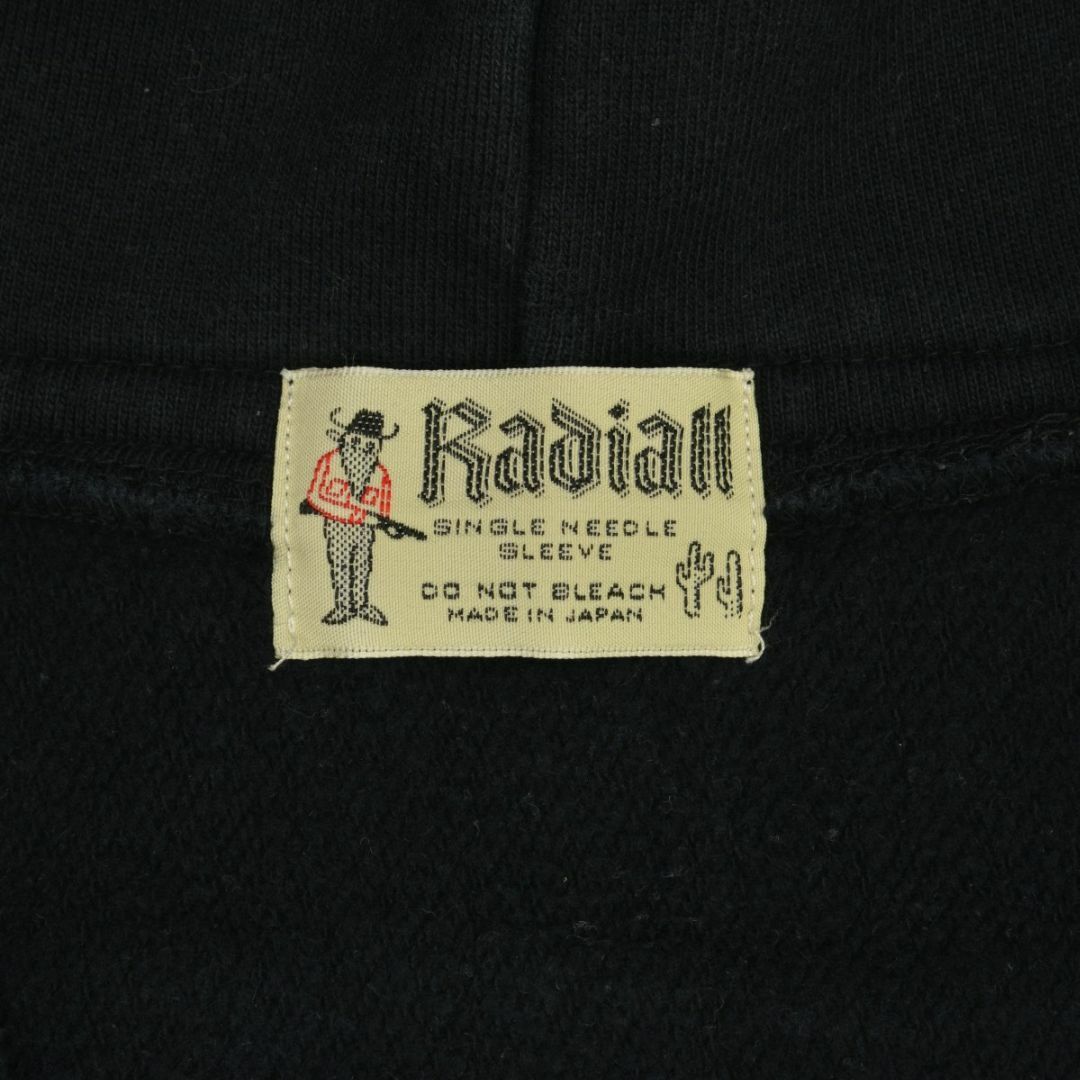 Radiall
SINGLE NEEDLE
SLEEVE
DO NOT BLEACH
MADE IN JAPAN